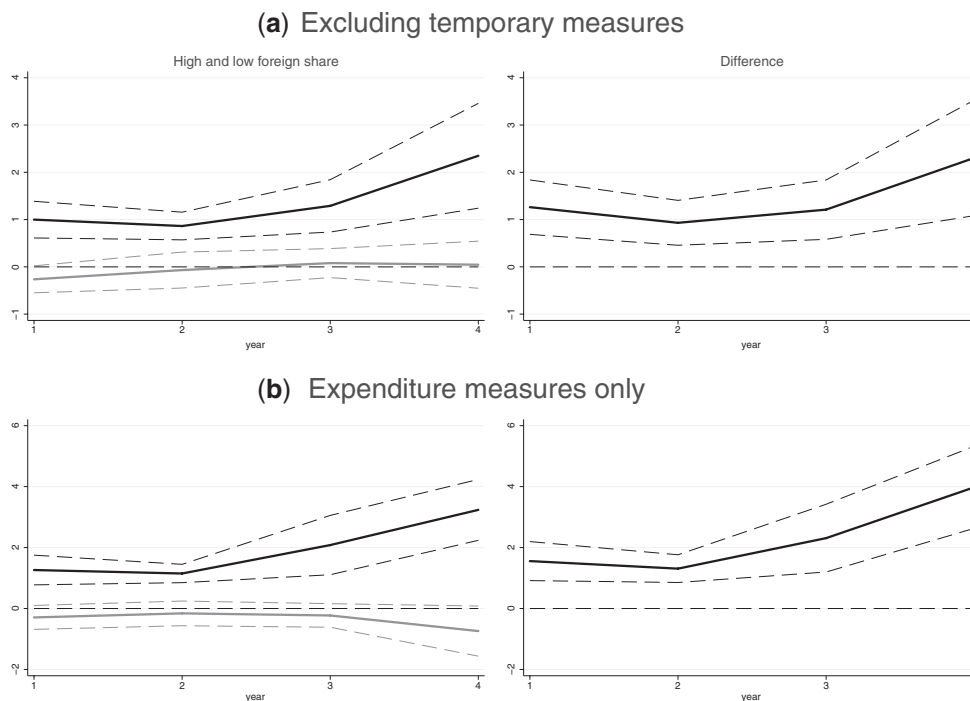 (a) Excluding temporary measures
High and low foreign share
Difference
4
3
2
1
0
−1
1 2 3 4
year
4
3
2
1
0
−1
1 2 3
year
(b) Expenditure measures only
6
4
2
0
−2
1 2 3 4
year
6
4
2
0
−2
1 2 3
year